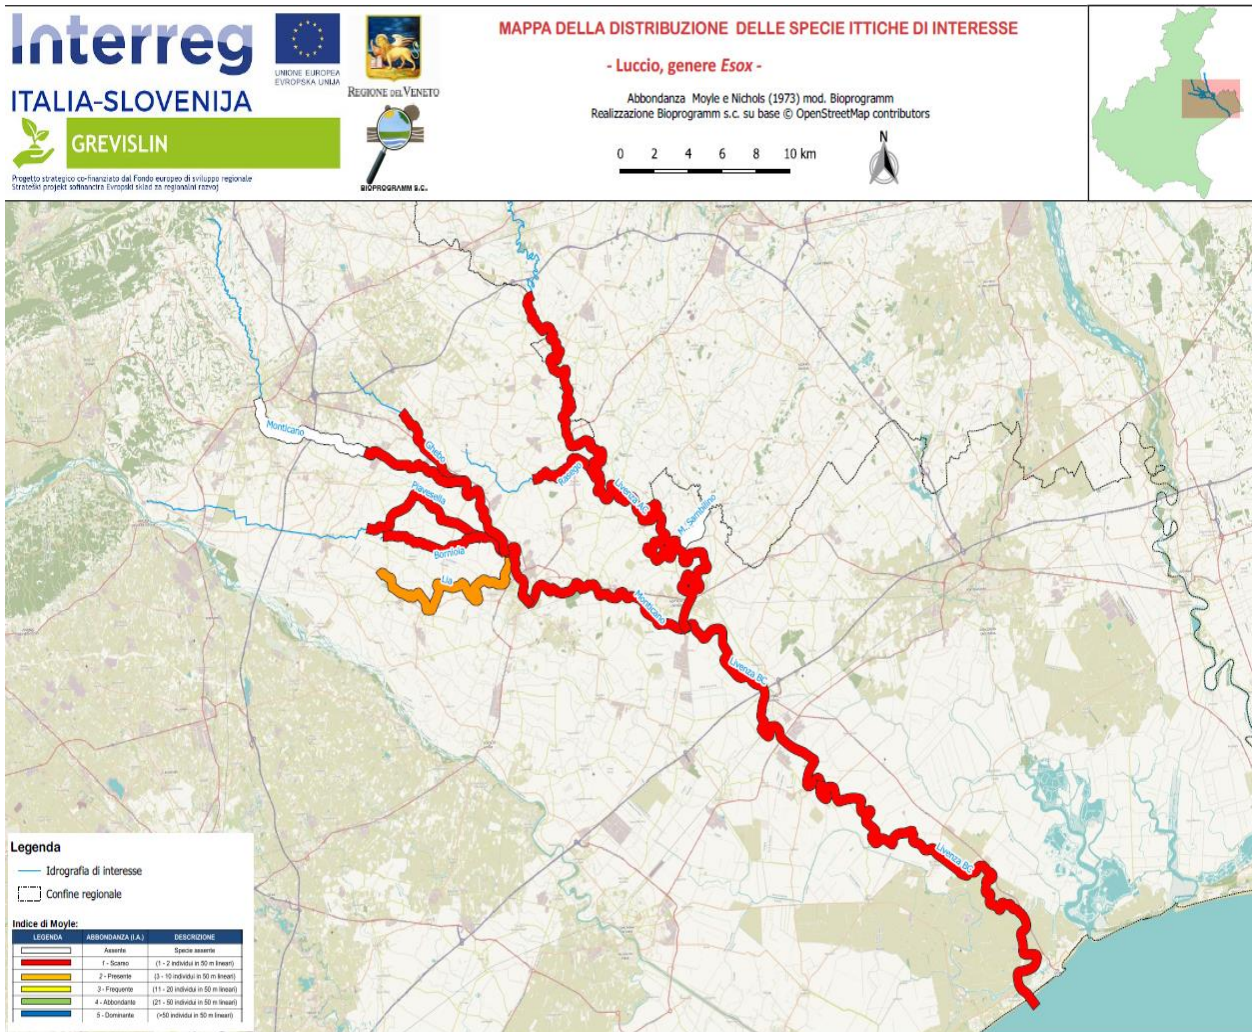 Interreg
ITALIA-SLOVENIJA
GREVISLIN
Progetto strategico co-finanziato dal Fondo europeo di sviluppo regionale
Strateški projekt sofinancira Evropski sklad za regionalni razvoj
UNIONE EUROPEA
EVROPSKA UNIJA
REGIONE DEL VENETO
BIOPROGRAMM S.C.
MAPPA DELLA DISTRIBUZIONE DELLE SPECIE ITTICHE DI INTERESSE
- Luccio, genere Esox -
Abbondanza Moyle e Nichols (1973) mod. Bioprogramm
Realizzazione Bioprogramm s.c. su base © OpenStreetMap contributors
0 2 4 6 8 10 km
N
Monticano
Ghebo
Rasego
Piavesella
Borniola
Lia
Livenza AC
M._Sambilino
Monticano
Livenza BC
Livenza BC
Legenda
Idrografia di interesse
Confine regionale
Indice di Moyle:
LEGENDA ABBONDANZA (I.A.) DESCRIZIONE
Assente Specie assente
1 - Scarso (1 - 2 individui in 50 m lineari)
2 - Presente (3 - 10 individui in 50 m lineari)
3 - Frequente (11 - 20 individui in 50 m lineari)
4 - Abbondante (21 - 50 individui in 50 m lineari)
5 - Dominante (>50 individui in 50 m lineari)